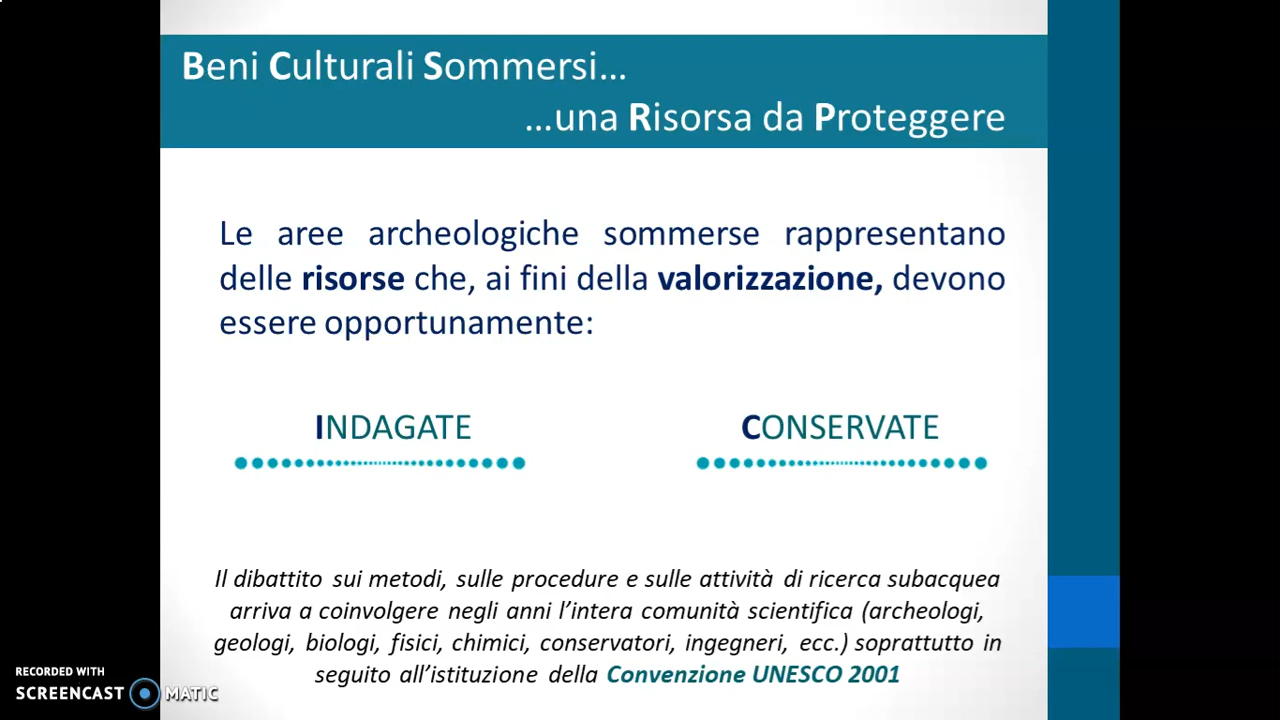 Beni Culturali Sommersi...
...una Risorsa da Proteggere
Le aree archeologiche sommerse rappresentano
delle risorse che, ai fini della valorizzazione, devono
essere opportunamente:
INDAGATE
CONSERVATE
Il dibattito sui metodi, sulle procedure e sulle attività di ricerca subacquea
arriva a coinvolgere negli anni l'intera comunità scientifica (archeologi,
geologi, biologi, fisici, chimici, conservatori, ingegneri, ecc.) soprattutto in
seguito all'istituzione della Convenzione UNESCO 2001
RECORDED WITH
SCREENCAST MATIC